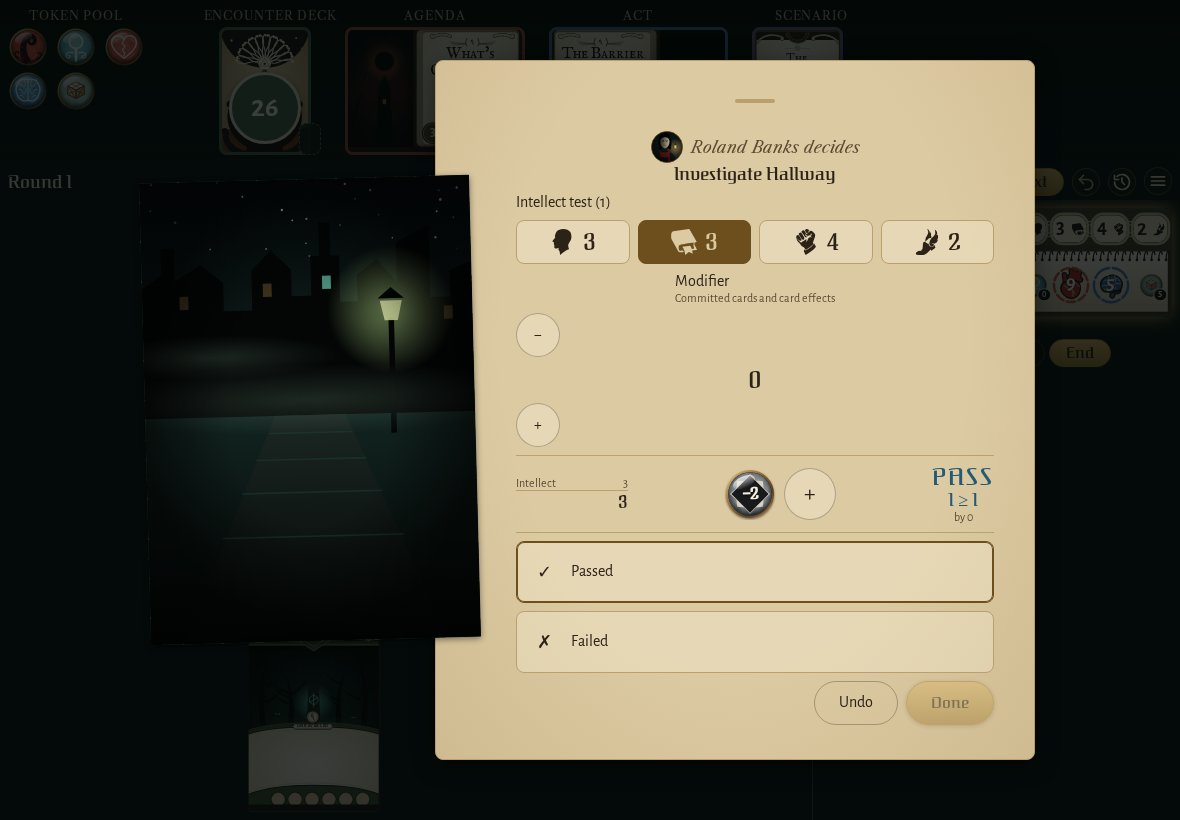 TOKEN POOL
ENCOUNTER DECK
AGENDA
ACT
SCENARIO
26
What's
The Barrier
The
Round 1
Roland Banks decides
Investigate Hallway
Intellect test (1)
3
3
4
2
Modifier
Committed cards and card effects
−
0
+
Intellect 3
3
−2
+
PASS
1 ≥ 1
by 0
✓ Passed
✗ Failed
Undo
Done
3
4
2
9
5
End